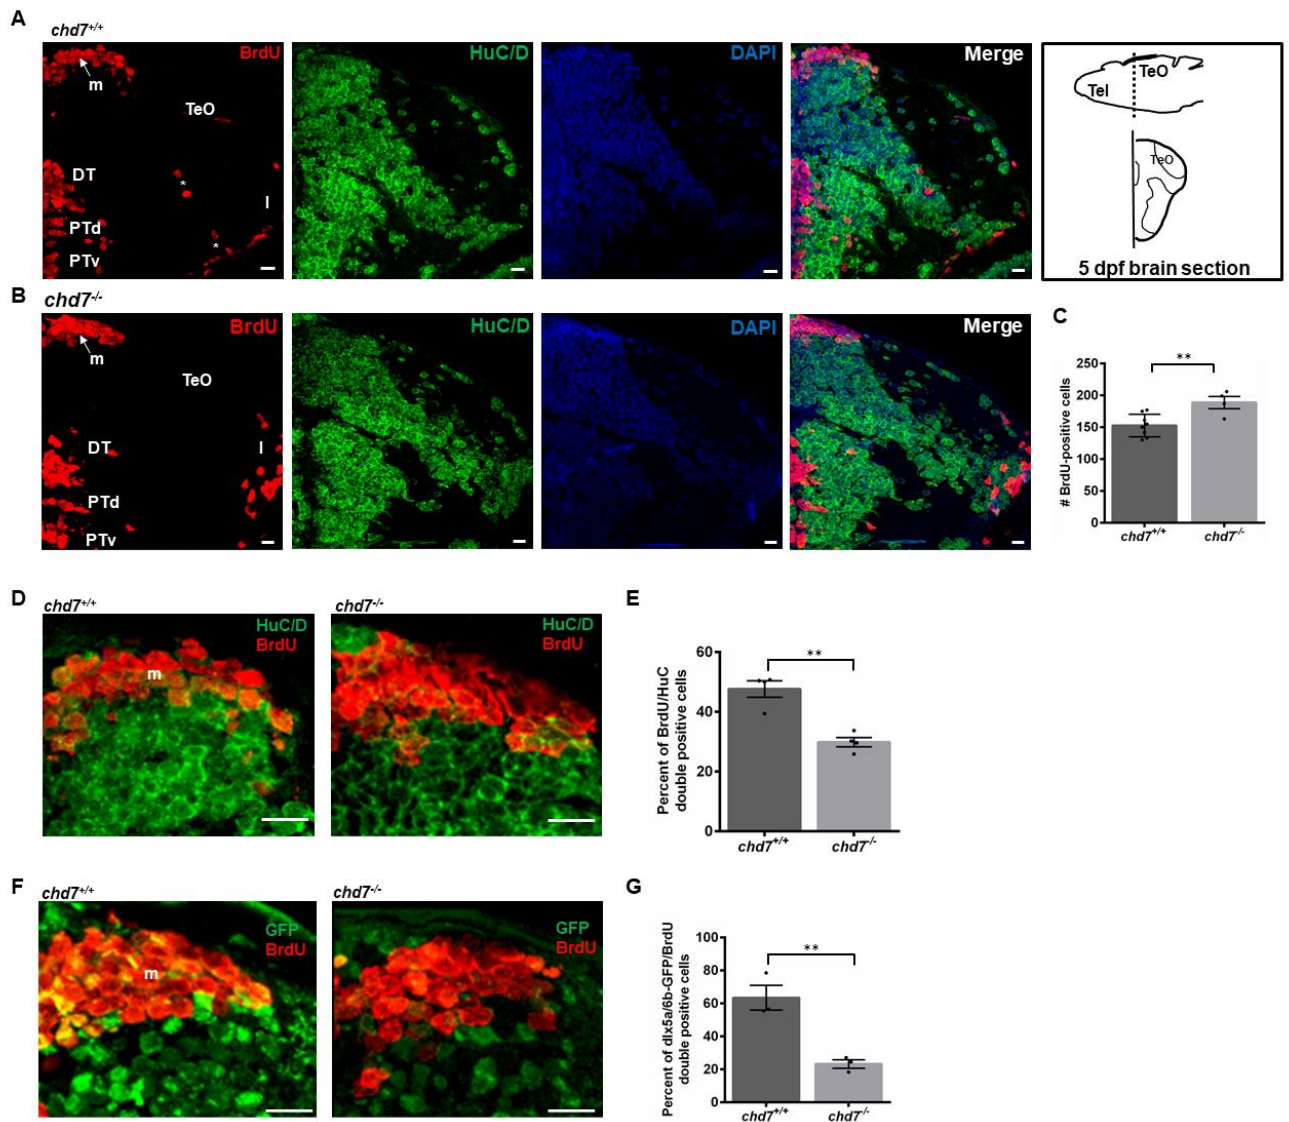 A
chd7+/+
BrdU
m
TeO
DT
PTd
PTv
l
*
*
HuC/D
DAPI
Merge
TeO
Tel
TeO
5 dpf brain section
B
chd7-/-
BrdU
m
TeO
DT
l
PTd
PTv
HuC/D
DAPI
Merge
C
# BrdU-positive cells
250
200
150
100
50
0
**
chd7+/+
chd7-/-
D
chd7+/+
HuC/D
BrdU
m
chd7-/-
HuC/D
BrdU
E
Percent of BrdU/HuC
double positive cells
60
40
20
0
**
chd7+/+
chd7-/-
F
chd7+/+
GFP
BrdU
m
chd7-/-
GFP
BrdU
G
Percent of dlx5a/6b-GFP/BrdU
double positive cells
100
80
60
40
20
0
**
chd7+/+
chd7-/-